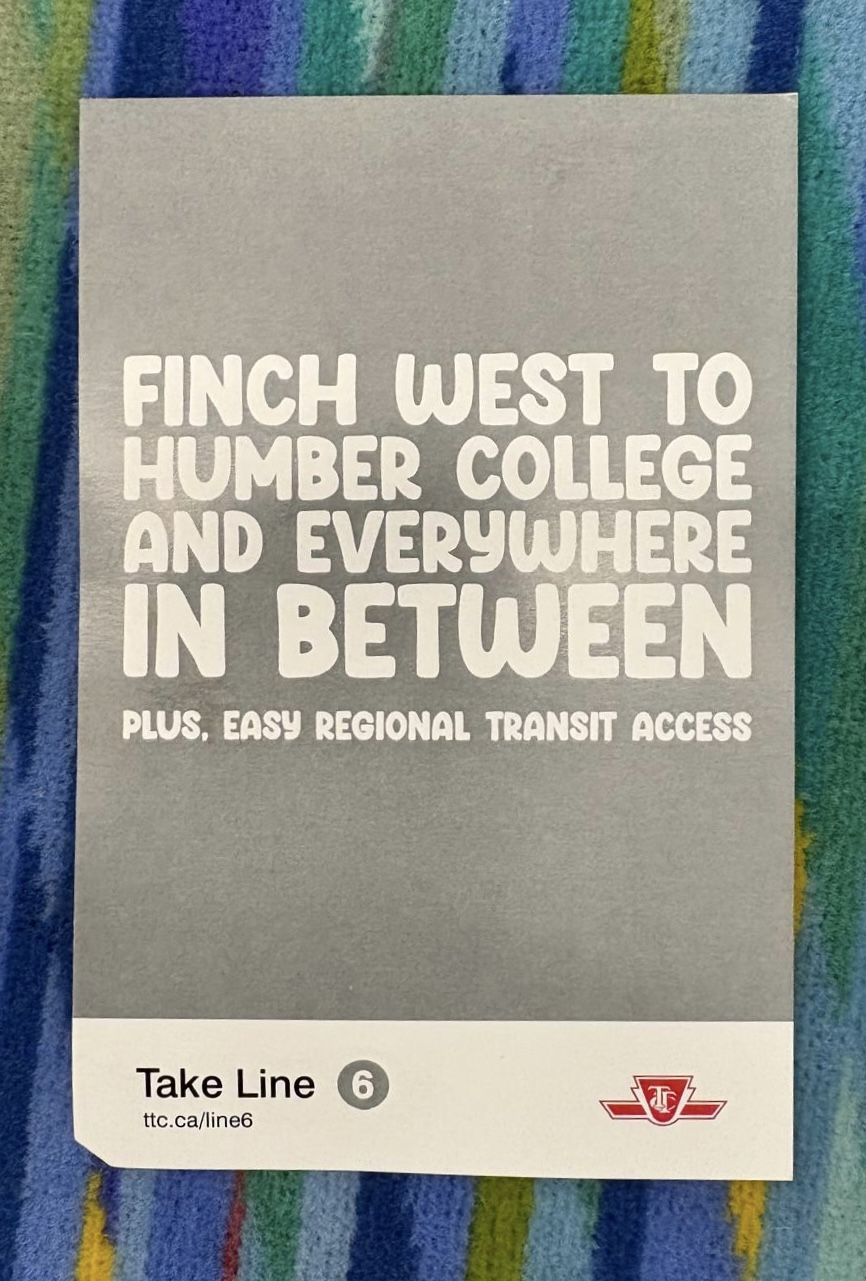 FINCH WEST TO
HUMBER COLLEGE
AND EVERYWHERE
IN BETWEEN
PLUS, EASY REGIONAL TRANSIT ACCESS
Take Line 6
ttc.ca/line6
TTC